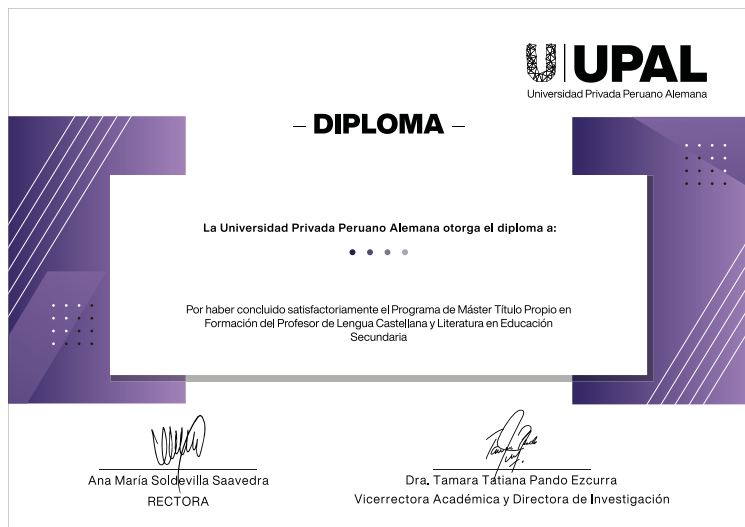 UPAL
Universidad Privada Peruano Alemana
– DIPLOMA –
La Universidad Privada Peruano Alemana otorga el diploma a:
Por haber concluido satisfactoriamente el Programa de Máster Título Propio en
Formación del Profesor de Lengua Castellana y Literatura en Educación
Secundaria
Ana María Soldevilla Saavedra
RECTORA
Dra. Tamara Tatiana Pando Ezcurra
Vicerrectora Académica y Directora de Investigación